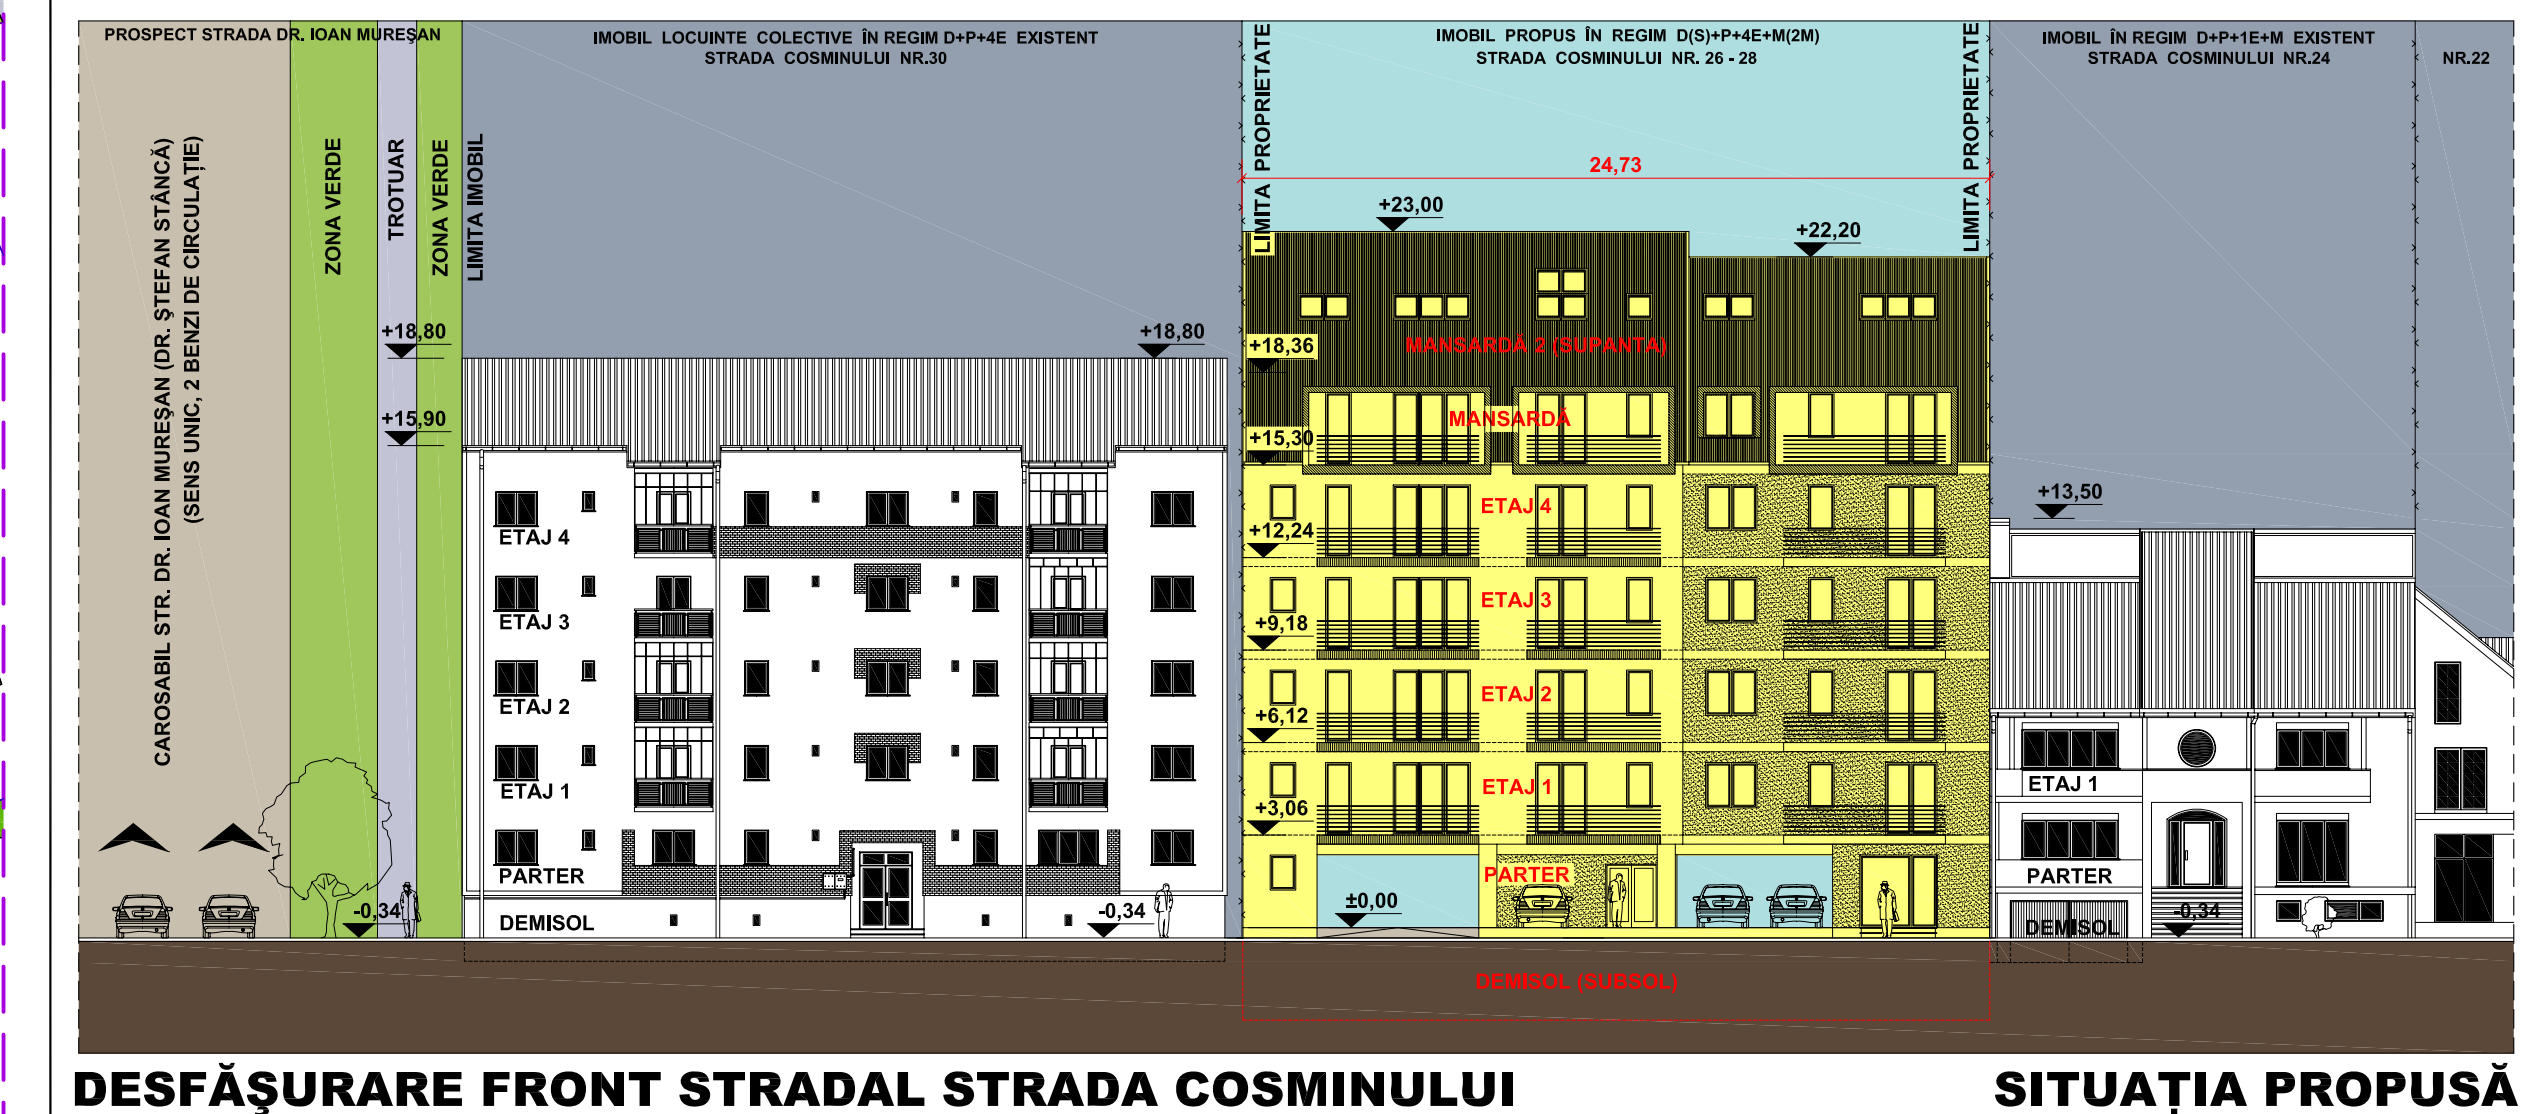 PROSPECT STRADA DR. IOAN MUREŞAN
IMOBIL LOCUINTE COLECTIVE ÎN REGIM D+P+4E EXISTENT
STRADA COSMINULUI NR.30
IMOBIL PROPUS ÎN REGIM D(S)+P+4E+M(2M)
STRADA COSMINULUI NR. 26 - 28
IMOBIL ÎN REGIM D+P+1E+M EXISTENT
STRADA COSMINULUI NR.24
NR.22
CAROSABIL STR. DR. IOAN MUREŞAN (DR. ŞTEFAN STÂNCĂ)
(SENS UNIC, 2 BENZI DE CIRCULAŢIE)
ZONA VERDE
TROTUAR
ZONA VERDE
LIMITA IMOBIL
LIMITA PROPRIETATE
LIMITA PROPRIETATE
24,73
+23,00
+22,20
+18,80
+18,80
+18,36
MANSARDĂ 2 (SUPANTA)
+15,90
MANSARDĂ
+15,30
+13,50
ETAJ 4
ETAJ 4
+12,24
ETAJ 3
ETAJ 3
+9,18
ETAJ 2
ETAJ 2
+6,12
ETAJ 1
ETAJ 1
ETAJ 1
+3,06
PARTER
PARTER
PARTER
-0,34
DEMISOL
-0,34
±0,00
DEMISOL
-0,34
DEMISOL (SUBSOL)
DESFĂŞURARE FRONT STRADAL STRADA COSMINULUI
SITUAŢIA PROPUSĂ